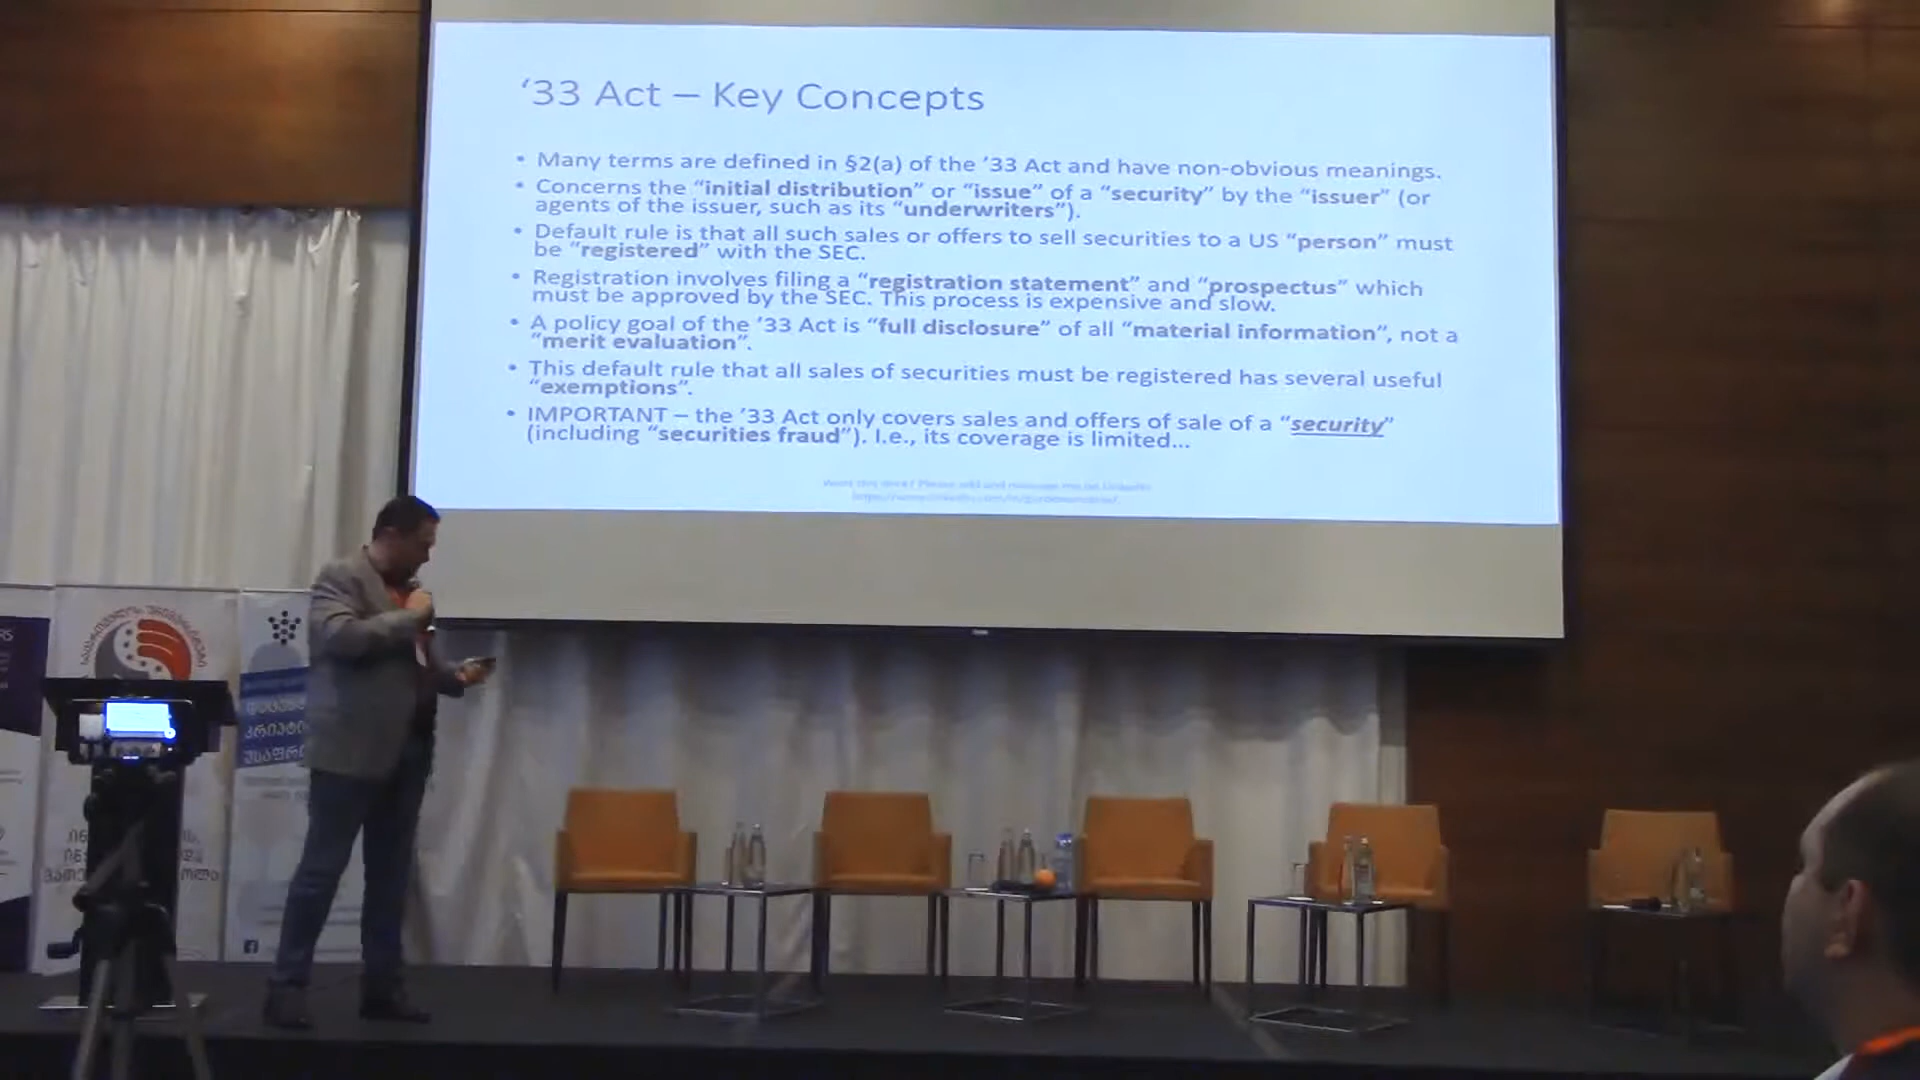 ‘33 Act – Key Concepts
• Many terms are defined in §2(a) of the ’33 Act and have non-obvious meanings.
• Concerns the “initial distribution” or “issue” of a “security” by the “issuer” (or
agents of the issuer, such as its “underwriters”).
• Default rule is that all such sales or offers to sell securities to a US “person” must
be “registered” with the SEC.
• Registration involves filing a “registration statement” and “prospectus” which
must be approved by the SEC. This process is expensive and slow.
• A policy goal of the ’33 Act is “full disclosure” of all “material information”, not a
“merit evaluation”.
• This default rule that all sales of securities must be registered has several useful
“exemptions”.
• IMPORTANT – the ’33 Act only covers sales and offers of sale of a “security”
(including “securities fraud”). I.e., its coverage is limited...